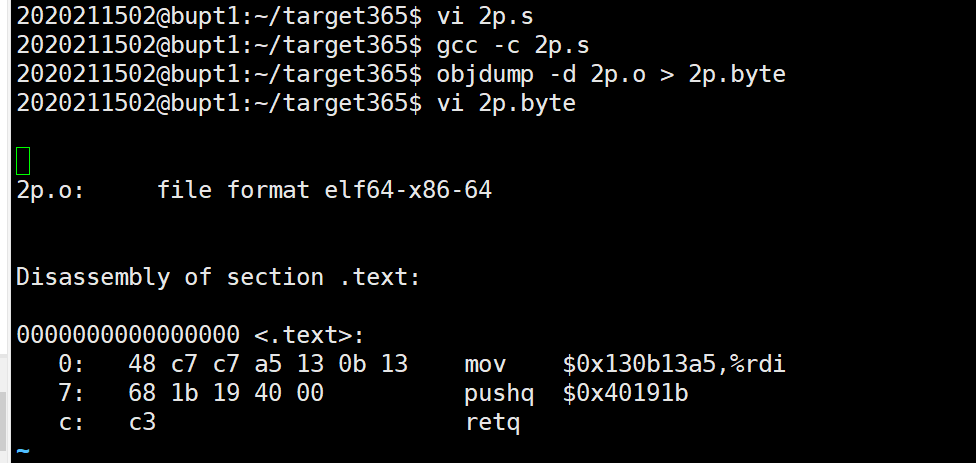 2020211502@bupt1:~/target365$ vi 2p.s
2020211502@bupt1:~/target365$ gcc -c 2p.s
2020211502@bupt1:~/target365$ objdump -d 2p.o > 2p.byte
2020211502@bupt1:~/target365$ vi 2p.byte
2p.o:     file format elf64-x86-64
Disassembly of section .text:
0000000000000000 <.text>:
   0:   48 c7 c7 a5 13 0b 13    mov    $0x130b13a5,%rdi
   7:   68 1b 19 40 00          pushq  $0x40191b
   c:   c3                      retq
~